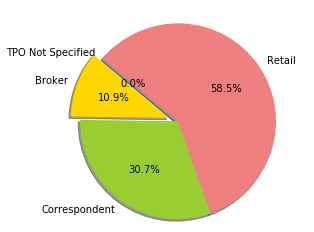 TPO Not Specified
Retail
Broker
0.0%
58.5%
10.9%
30.7%
Correspondent